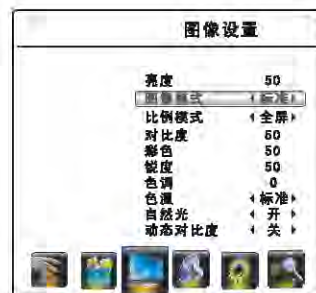 图像设置
亮度 50
图像模式 标准
比例模式 全屏
对比度 50
彩色 50
锐度 50
色调 0
色温 标准
自然光 开
动态对比度 关